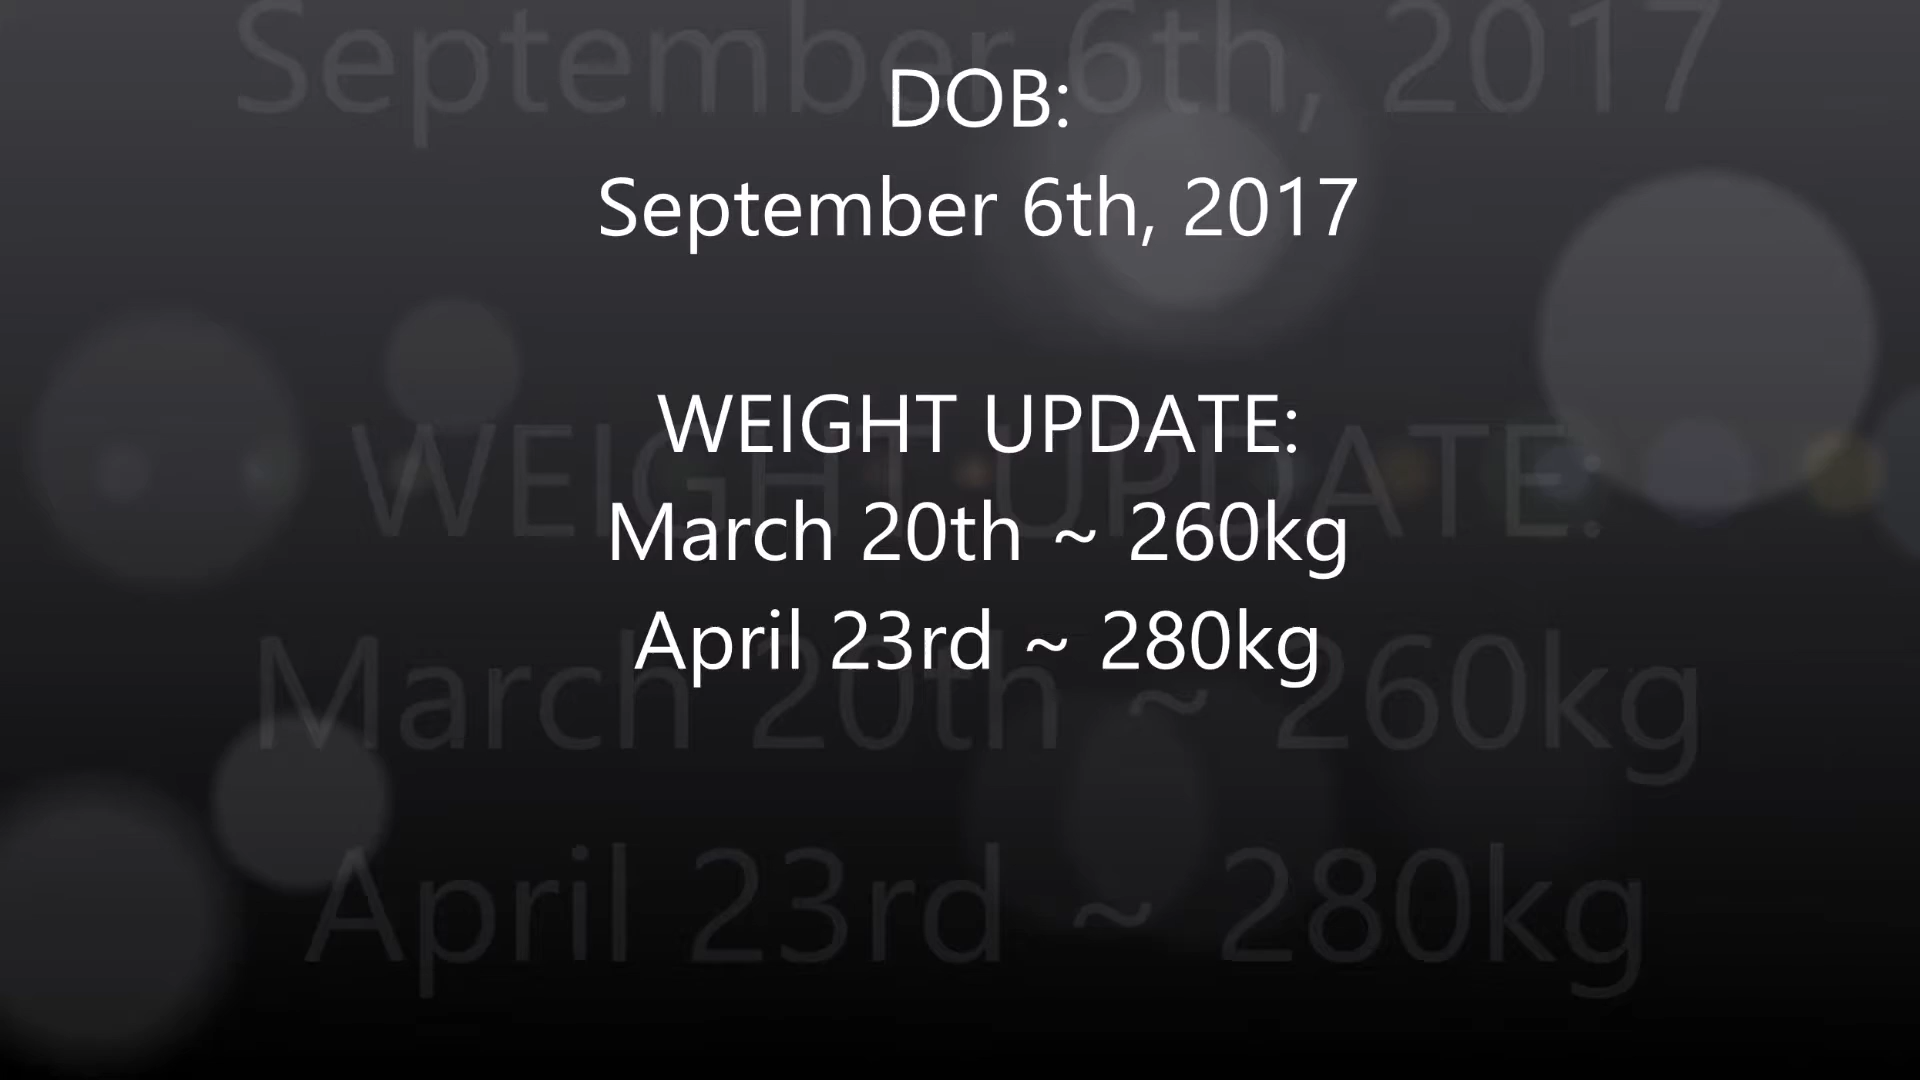 DOB:
September 6th, 2017
WEIGHT UPDATE:
March 20th ~ 260kg
April 23rd ~ 280kg